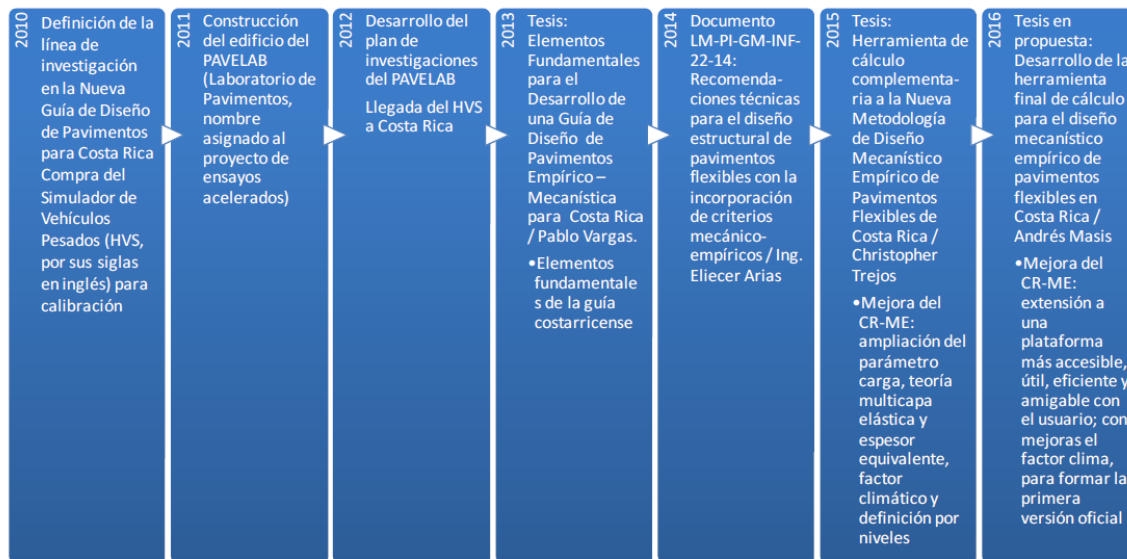 2010
Definición de la
línea de
investigación
en la Nueva
Guía de Diseño
de Pavimentos
para Costa Rica
Compra del
Simulador de
Vehículos
Pesados (HVS,
por sus siglas
en inglés) para
calibración
2011
Construcción
del edificio del
PAVELAB
(Laboratorio de
Pavimentos,
nombre
asignado al
proyecto de
ensayos
acelerados)
2012
Desarrollo del
plan de
investigaciones
del PAVELAB
Llegada del HVS
a Costa Rica
2013
Tesis:
Elementos
Fundamentales
para el
Desarrollo de
una Guía de
Diseño de
Pavimentos
Empírico –
Mecanística
para Costa Rica
/ Pablo Vargas.
•Elementos
fundamentale
s de la guía
costarricense
2014
Documento
LM-PI-GM-INF-
22-14:
Recomenda-
ciones técnicas
para el diseño
estructural de
pavimentos
flexibles con la
incorporación
de criterios
mecánico-
empíricos / Ing.
Eliecer Arias
2015
Tesis:
Herramienta de
cálculo
complementa-
ria a la Nueva
Metodología
de Diseño
Mecanístico
Empírico de
Pavimentos
Flexibles de
Costa Rica /
Christopher
Trejos
•Mejora del
CR-ME:
ampliación del
parámetro
carga, teoría
multicapa
elástica y
espesor
equivalente,
factor
climático y
definición por
niveles
2016
Tesis en
propuesta:
Desarrollo de la
herramienta
final de cálculo
para el diseño
mecanístico
empírico de
pavimentos
flexibles en
Costa Rica /
Andrés Masis
•Mejora del
CR-ME:
extensión a
una
plataforma
más accesible,
útil, eficiente y
amigable con
el usuario; con
mejoras el
factor clima,
para formar la
primera
versión oficial